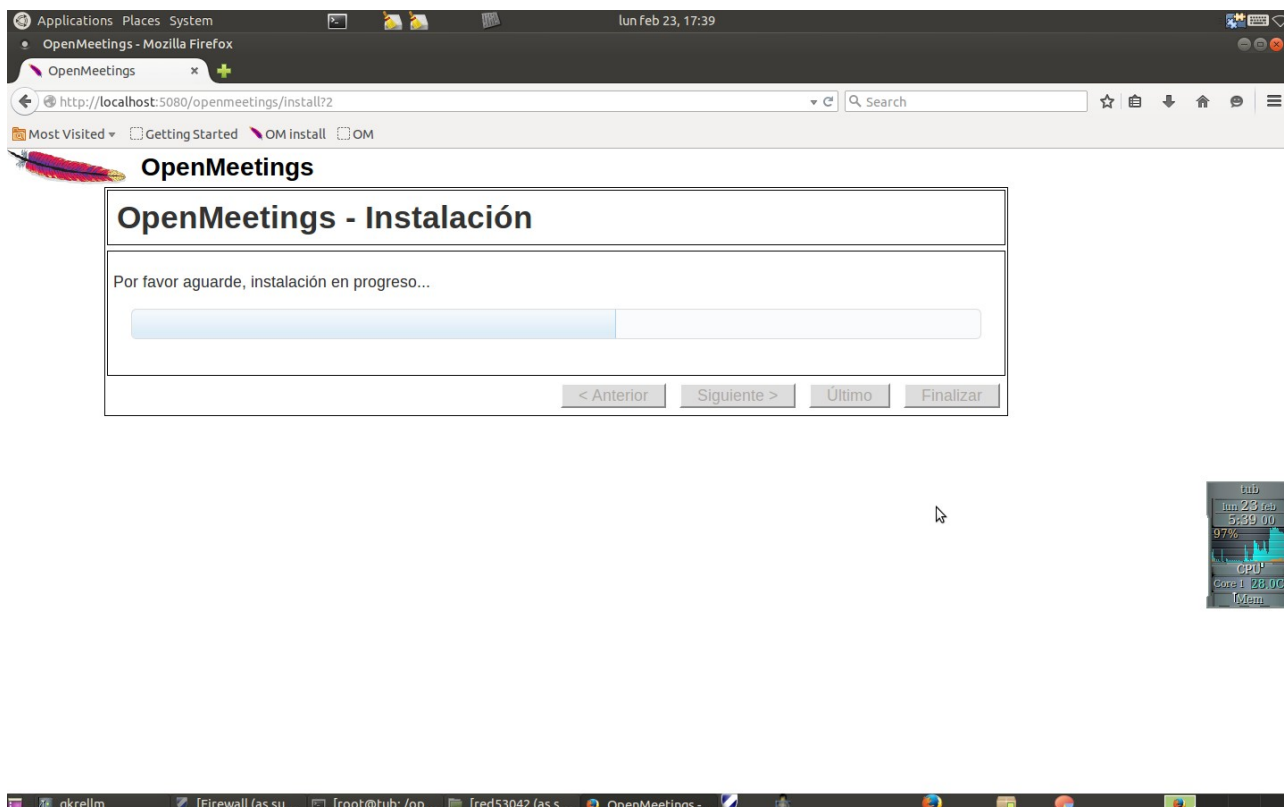 Applications Places System lun feb 23, 17:39
OpenMeetings - Mozilla Firefox
OpenMeetings
http://localhost:5080/openmeetings/install?2 Search
Most Visited Getting Started OM install OM
OpenMeetings
OpenMeetings - Instalación
Por favor aguarde, instalación en progreso...
< Anterior Siguiente > Último Finalizar
tub
lun 23 feb
5:39 00
97%
CPU
Core 1 28.0C
Mem
gkrellm [Firewall (as su [root@tub: /op [red53042 (as s OpenMeetings -